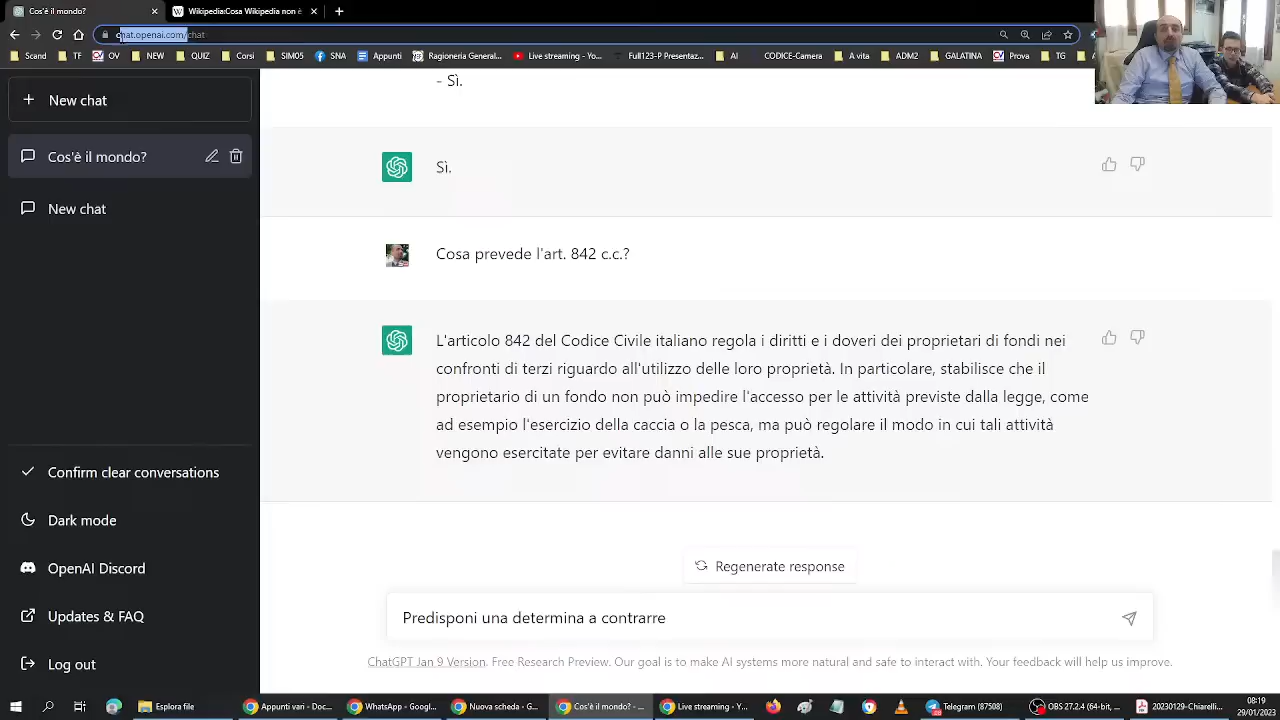 Cos'è il mondo?
Wikipedia:Cosa Wikipedia non è
chat.openai.com/chat
Scand
TF
OV
NEW
QUIZ
Corsi
SIM05
SNA
Appunti
Ragioneria General...
Live streaming - Yo...
Full123-P Presentaz...
AI
CODICE-Camera
A vita
ADM2
GALATINA
Prova
TG
New chat
Cos'è il mondo?
New chat
Confirm clear conversations
Dark mode
OpenAI Discord
Updates & FAQ
Log out
- Sì.
Sì.
Cosa prevede l'art. 842 c.c.?
L'articolo 842 del Codice Civile italiano regola i diritti e i doveri dei proprietari di fondi nei
confronti di terzi riguardo all'utilizzo delle loro proprietà. In particolare, stabilisce che il
proprietario di un fondo non può impedire l'accesso per le attività previste dalla legge, come
ad esempio l'esercizio della caccia o la pesca, ma può regolare il modo in cui tali attività
vengono esercitate per evitare danni alle sue proprietà.
Regenerate response
Predisponi una determina a contrarre
ChatGPT Jan 9 Version. Free Research Preview. Our goal is to make AI systems more natural and safe to interact with. Your feedback will help us improve.
Esplora file
Appunti vari - Doc...
WhatsApp - Googl...
Nuova scheda - G...
Cos'è il mondo? - ...
Live streaming - Y...
Telegram (87508)
OBS 27.2.4 (64-bit, ...
20230129-Chiarelli...
08:19
29/01/2023